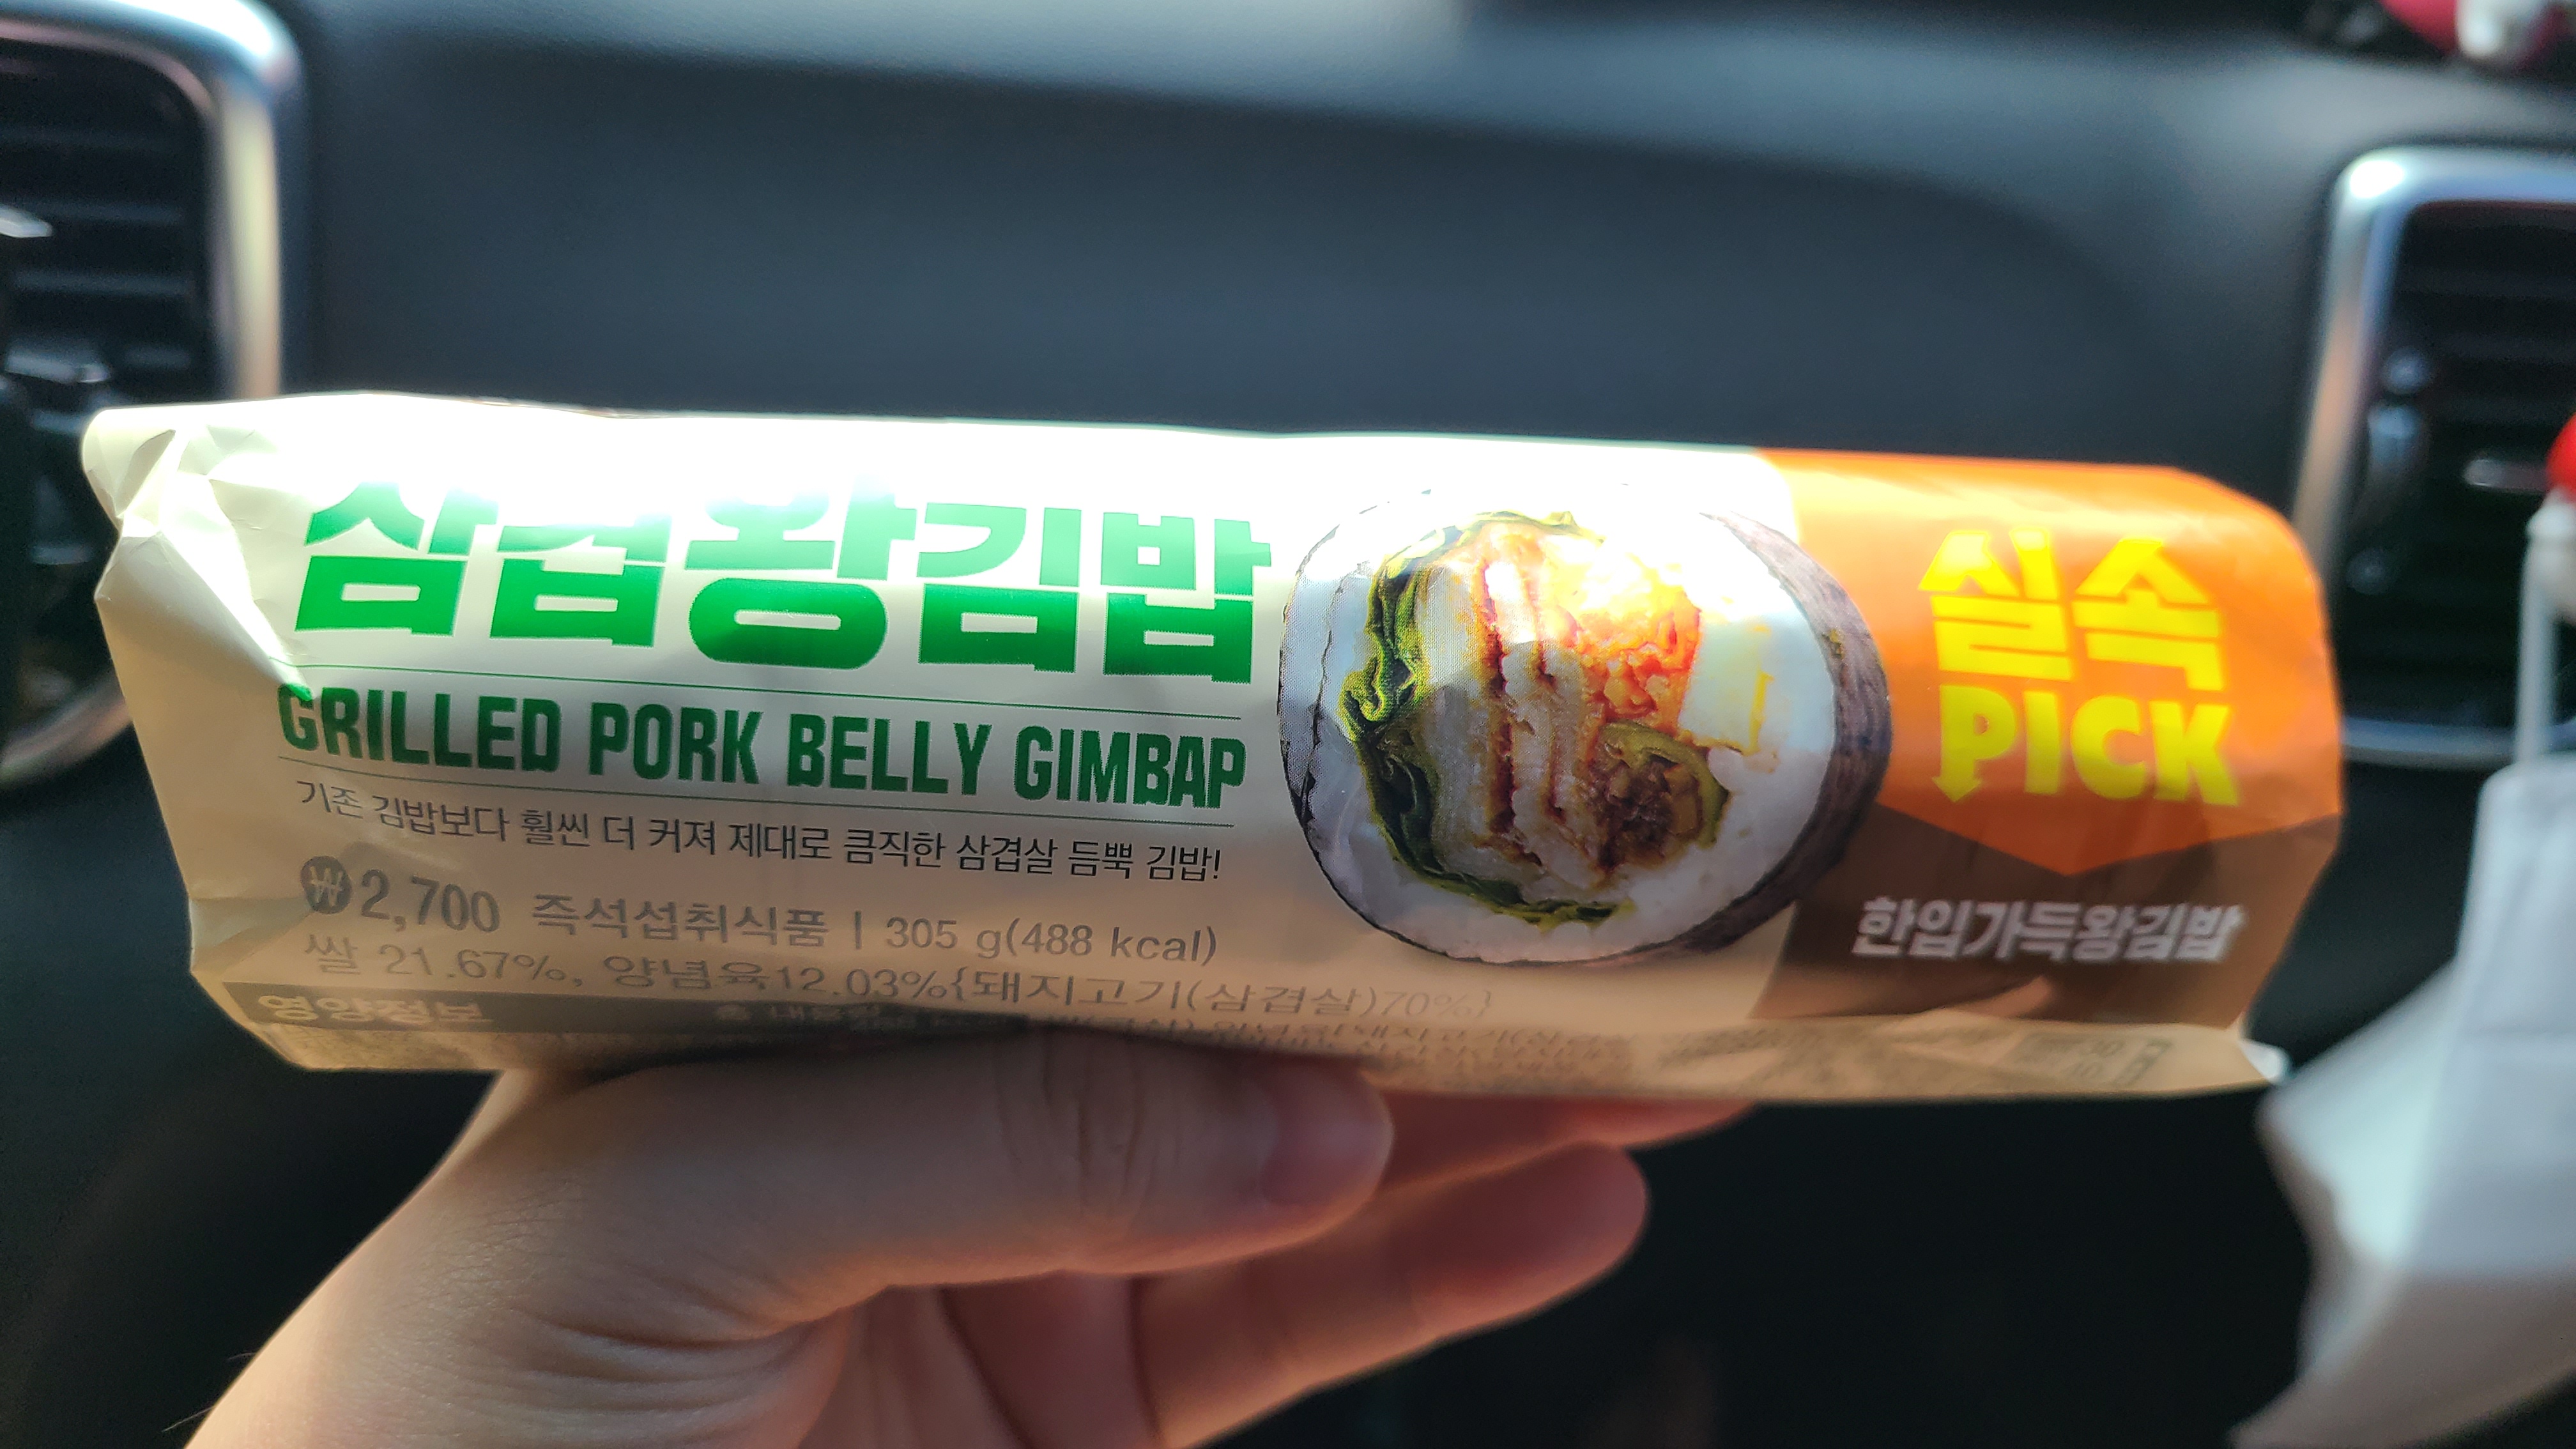 삼겹왕김밥
GRILLED PORK BELLY GIMBAP
기존 김밥보다 훨씬 더 커져 제대로 큼직한 삼겹살 듬뿍 김밥!
₩2,700 즉석섭취식품 | 305 g(488 kcal)
쌀 21.67%, 양념육12.03%{돼지고기(삼겹살)70%}
영양정보
실속
PICK
한입가득왕김밥